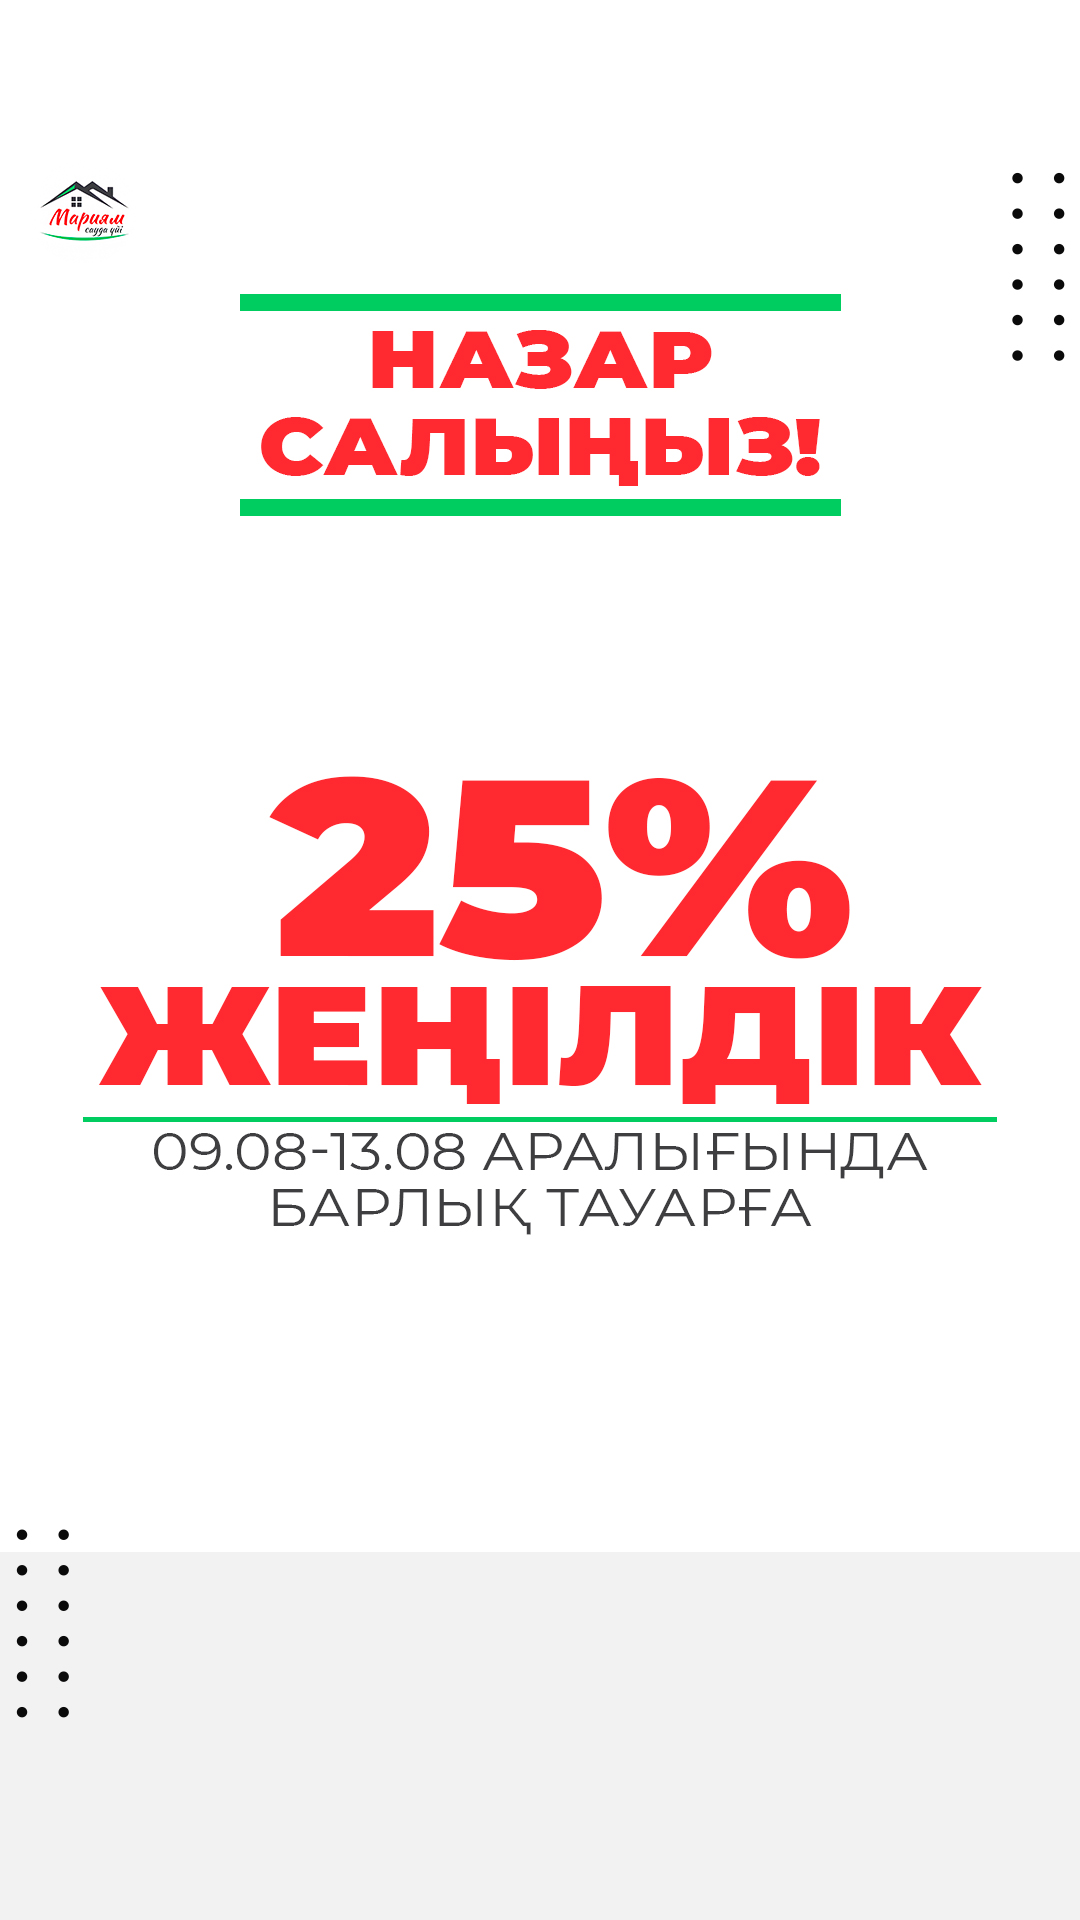 Мариям
сауда үйі
НАЗАР
САЛЫҢЫЗ!
25%
ЖЕҢІЛДІК
09.08-13.08 АРАЛЫҒЫНДА
БАРЛЫҚ ТАУАРҒА